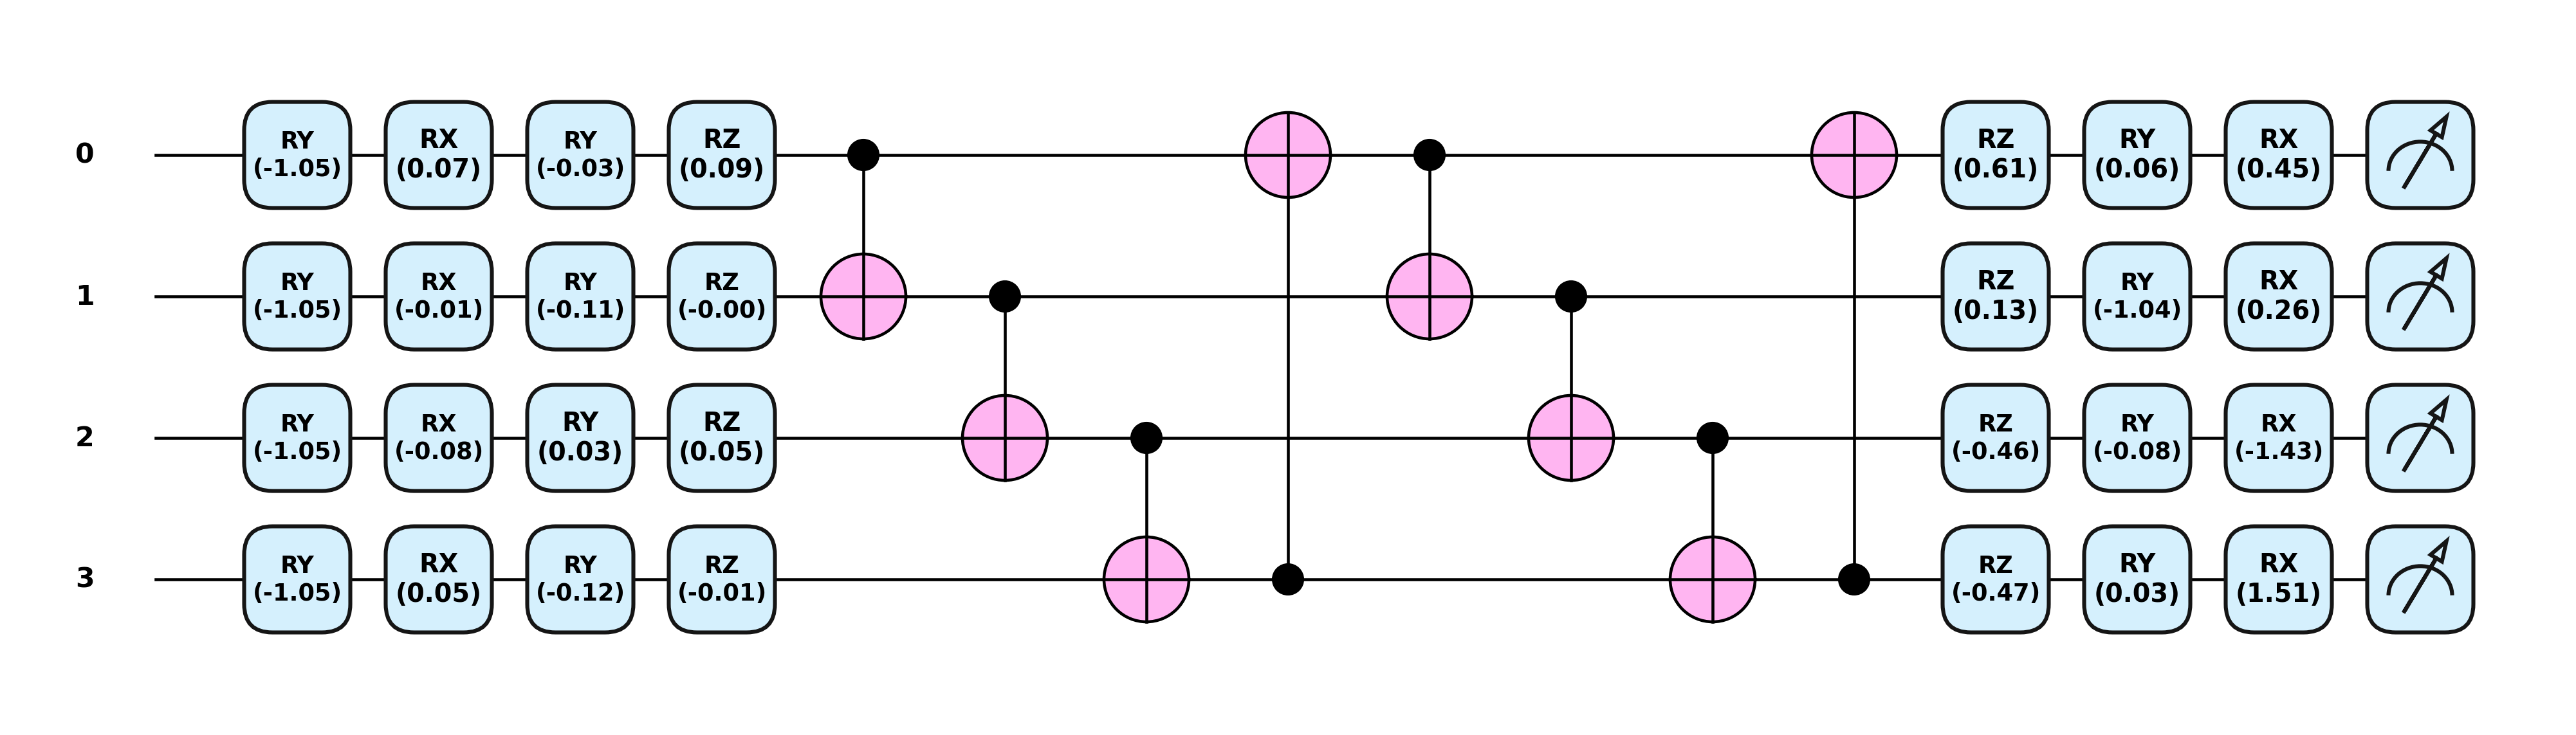 0 RY RX RY RZ RZ RY RX
(-1.05) (0.07) (-0.03) (0.09) (0.61) (0.06) (0.45)
1 RY RX RY RZ RZ RY RX
(-1.05) (-0.01) (-0.11) (-0.00) (0.13) (-1.04) (0.26)
2 RY RX RY RZ RZ RY RX
(-1.05) (-0.08) (0.03) (0.05) (-0.46) (-0.08) (-1.43)
3 RY RX RY RZ RZ RY RX
(-1.05) (0.05) (-0.12) (-0.01) (-0.47) (0.03) (1.51)